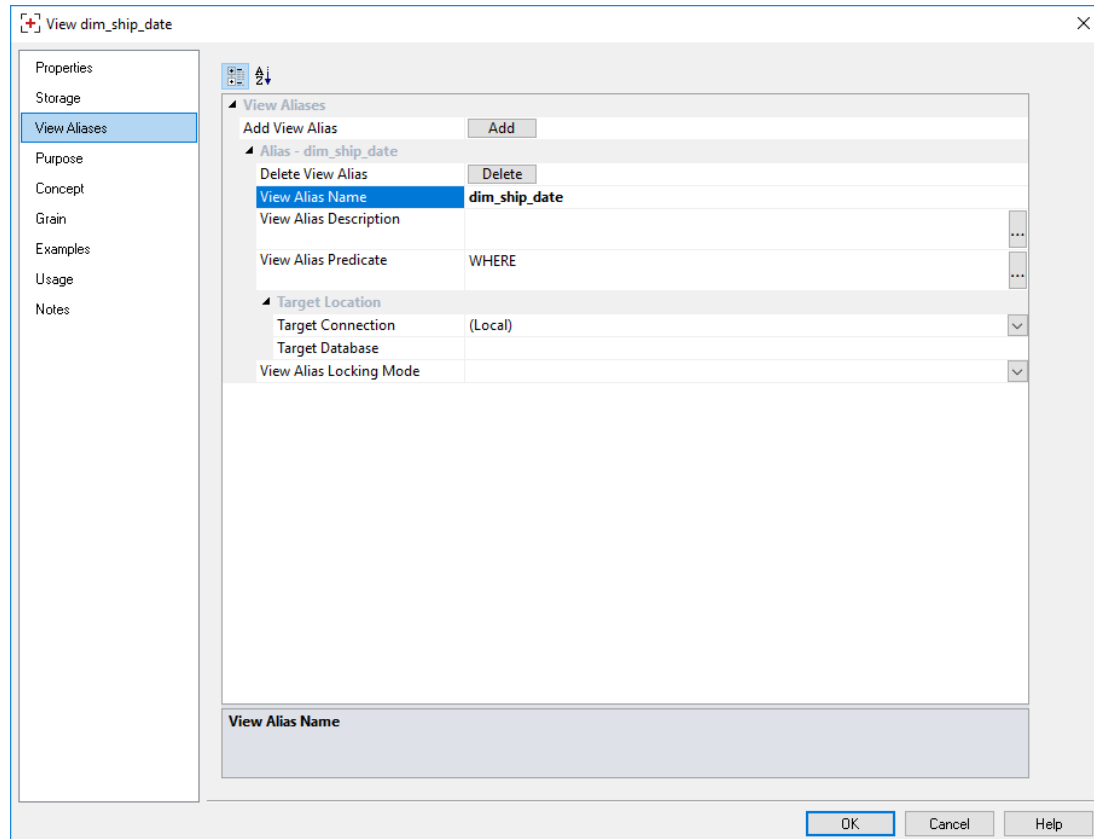 View dim_ship_date
Properties
Storage
View Aliases
Purpose
Concept
Grain
Examples
Usage
Notes
View Aliases
Add View Alias Add
Alias - dim_ship_date
Delete View Alias Delete
View Alias Name dim_ship_date
View Alias Description ...
View Alias Predicate WHERE ...
Target Location
Target Connection (Local)
Target Database
View Alias Locking Mode
View Alias Name
OK Cancel Help